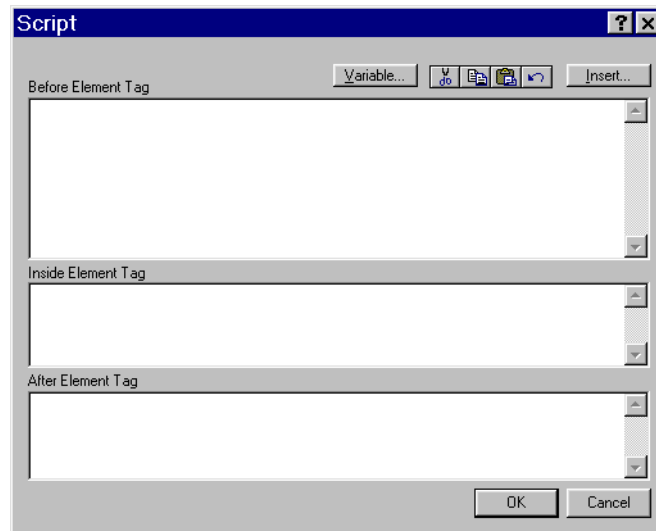 Script
Variable... Insert...
Before Element Tag
Inside Element Tag
After Element Tag
OK Cancel